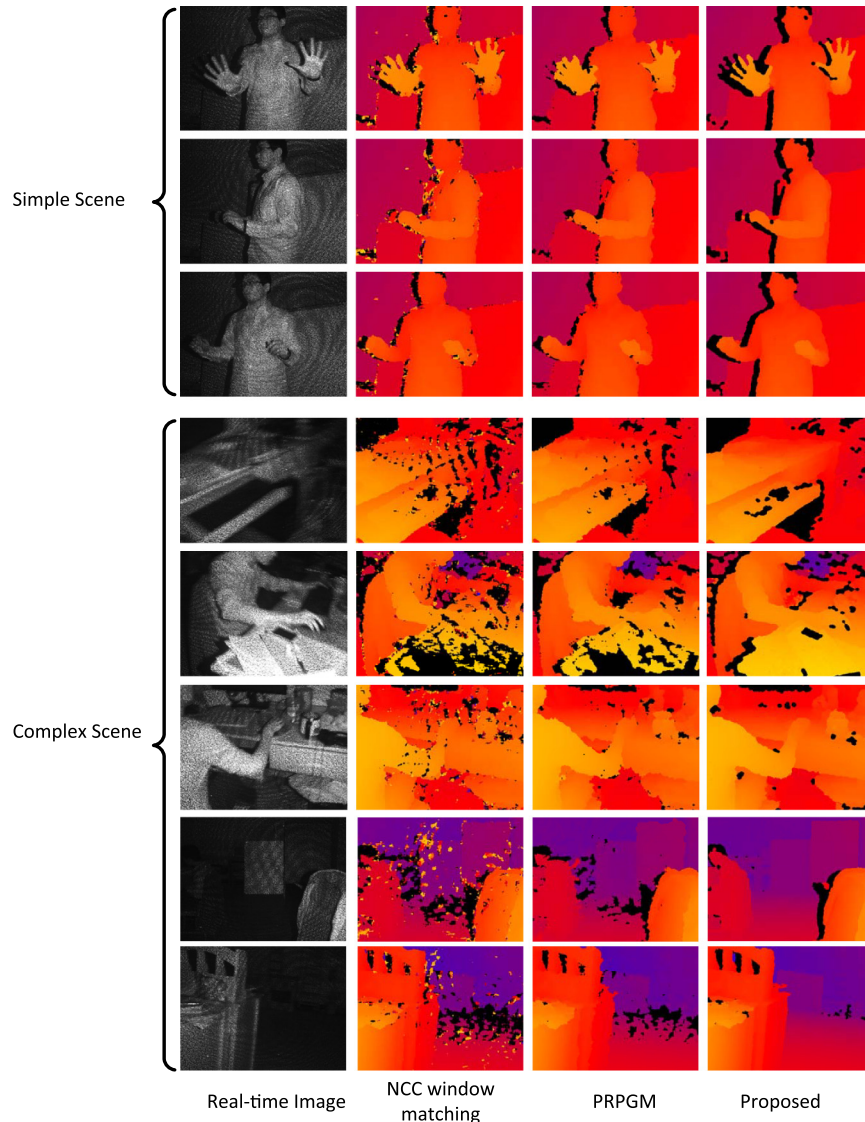 Simple Scene
Complex Scene
Real-time Image
NCC window
matching
PRPGM
Proposed